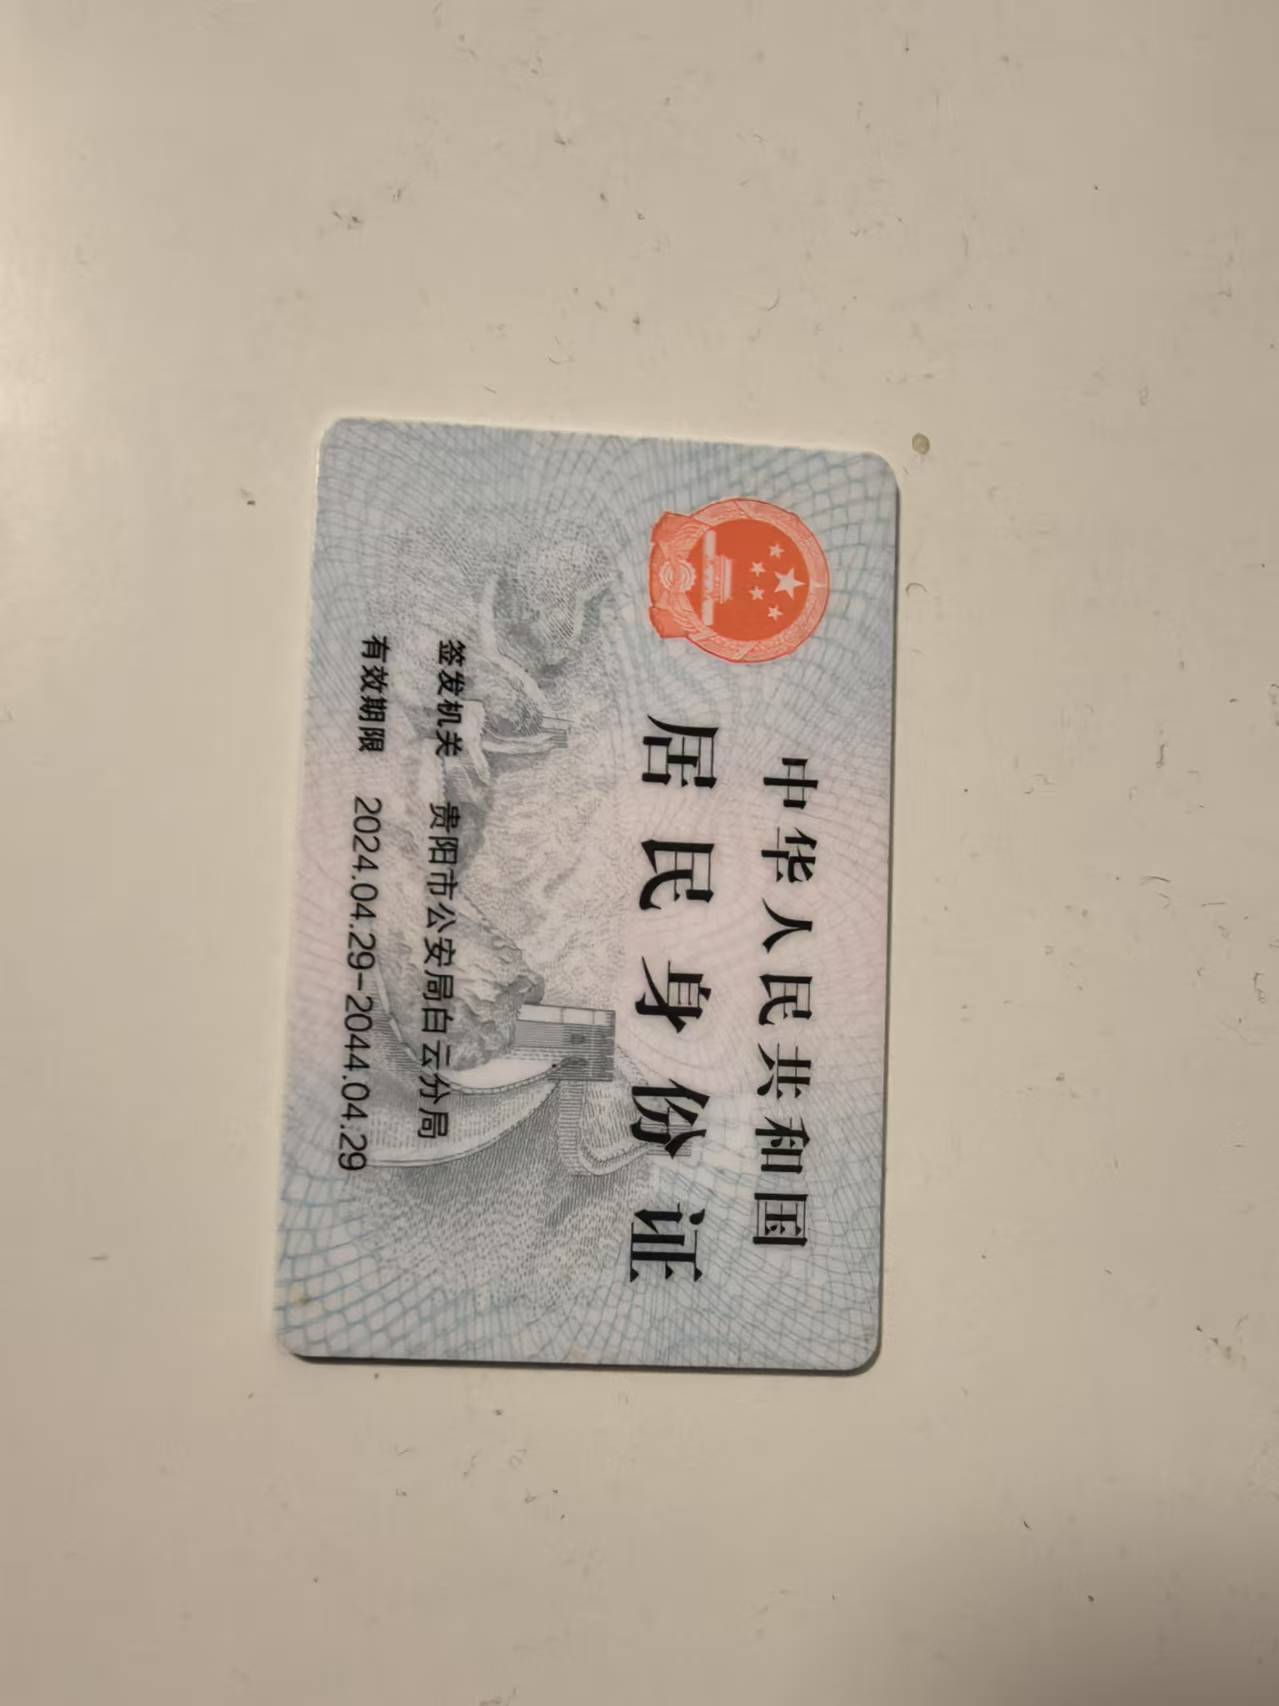 中华人民共和国
居民身份证
签发机关 贵阳市公安局白云分局
有效期限 2024.04.29-2044.04.29